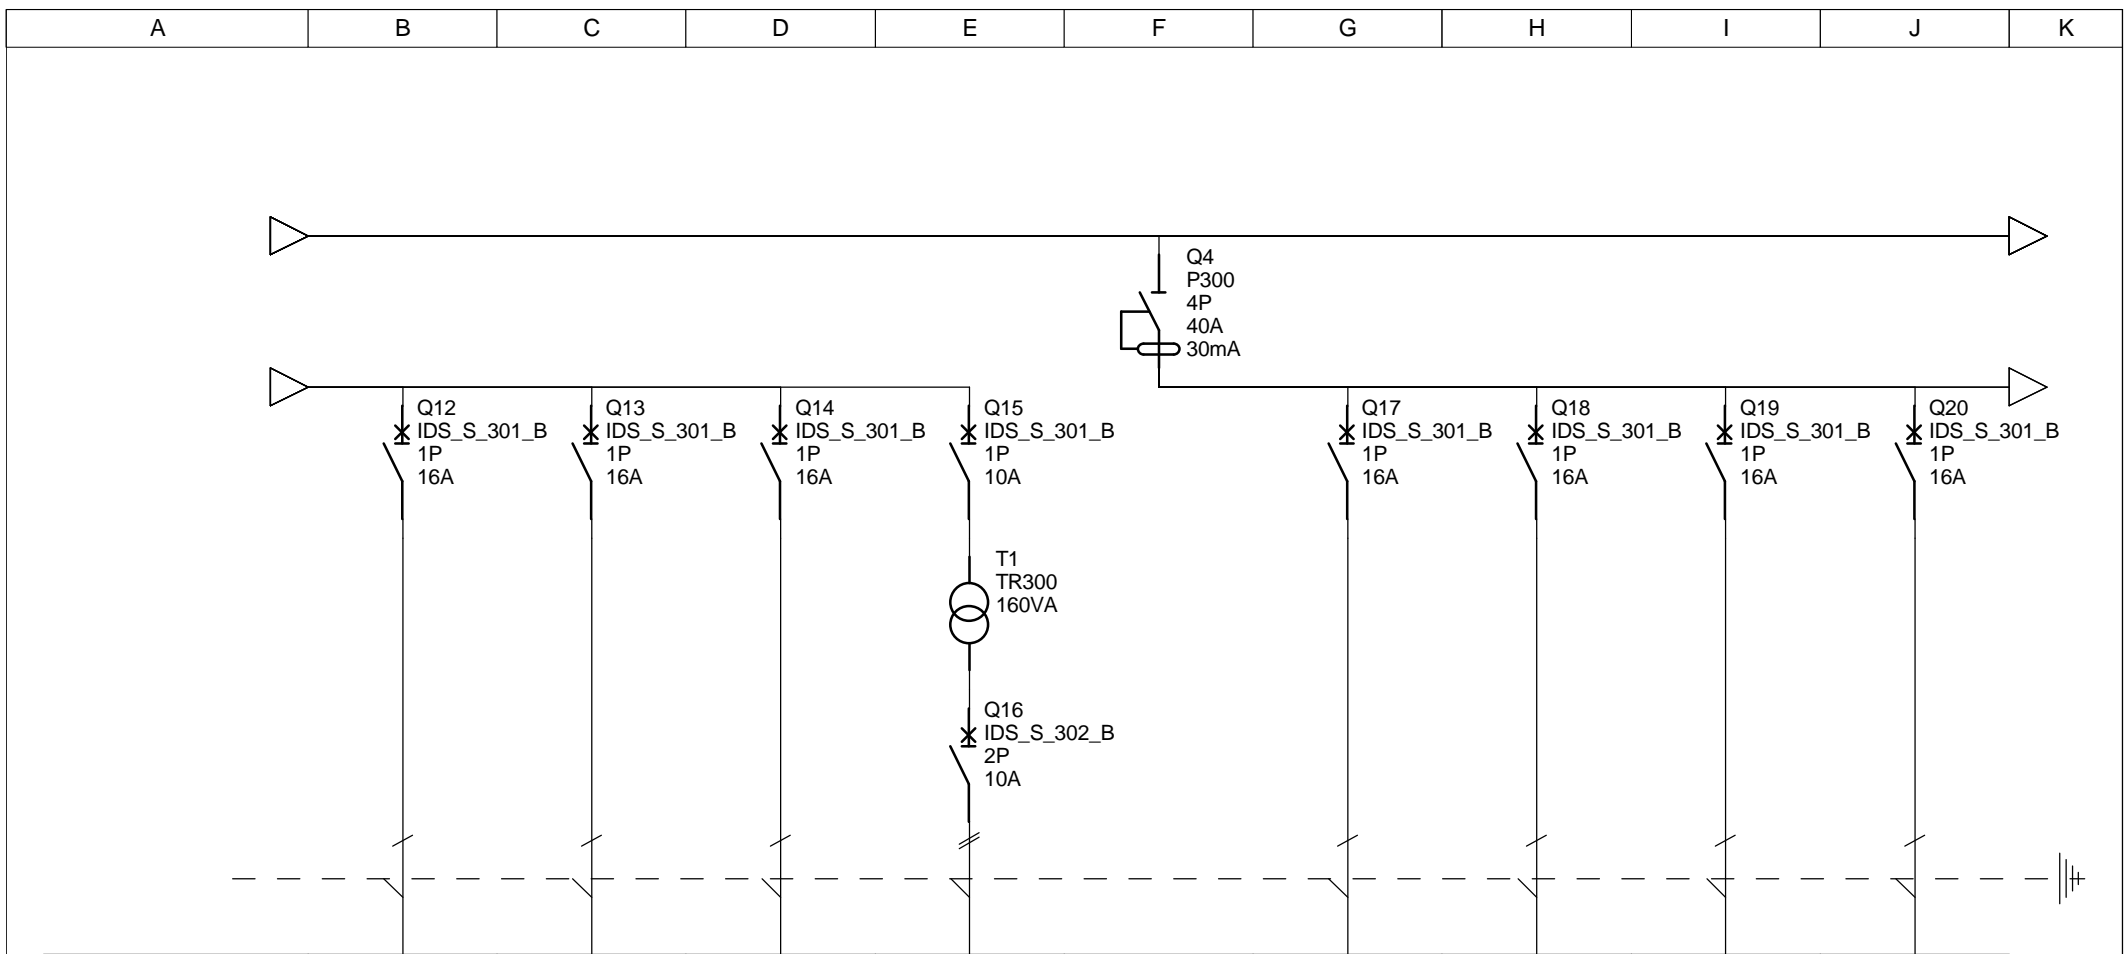 A B C D E F G H I J K
Q4
P300
4P
40A
30mA
Q12
IDS_S_301_B
1P
16A
Q13
IDS_S_301_B
1P
16A
Q14
IDS_S_301_B
1P
16A
Q15
IDS_S_301_B
1P
10A
T1
TR300
160VA
Q16
IDS_S_302_B
2P
10A
Q17
IDS_S_301_B
1P
16A
Q18
IDS_S_301_B
1P
16A
Q19
IDS_S_301_B
1P
16A
Q20
IDS_S_301_B
1P
16A